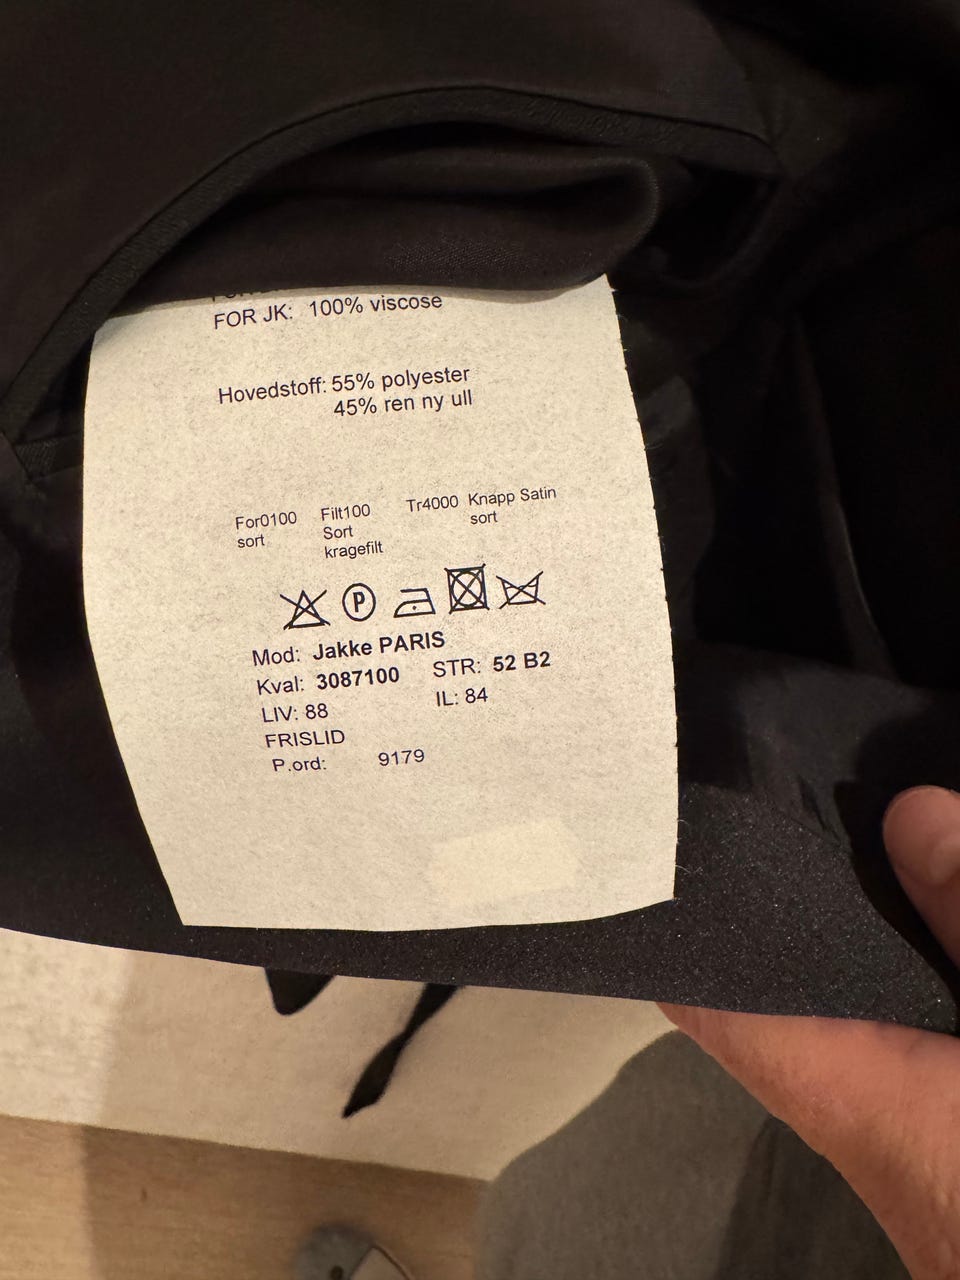 FOR JK: 100% viscose
Hovedstoff: 55% polyester
45% ren ny ull
For0100 Filt100 Tr4000 Knapp Satin
sort Sort sort
kragefilt
P
Mod: Jakke PARIS
Kval: 3087100 STR: 52 B2
LIV: 88 IL: 84
FRISLID
P.ord: 9179